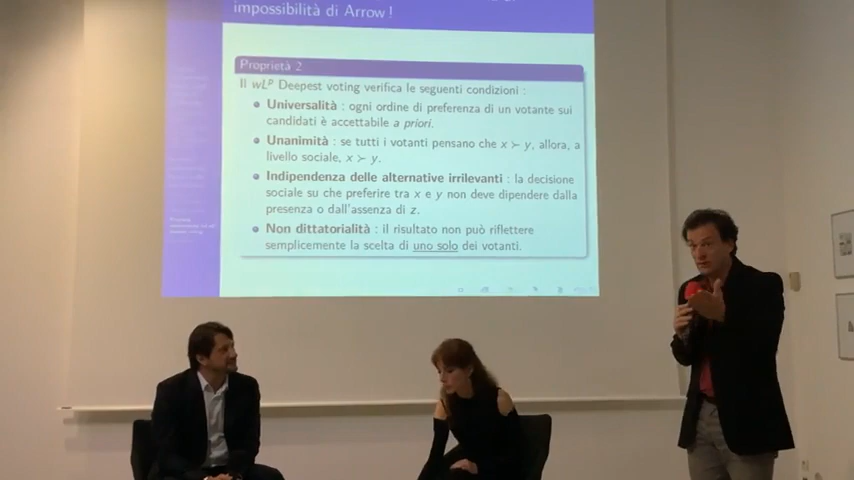 impossibilità di Arrow !
Proprietà 2
Il wLᵖ Deepest voting verifica le seguenti condizioni :
Universalità : ogni ordine di preferenza di un votante sui
candidati è accettabile a priori.
Unanimità : se tutti i votanti pensano che x ≻ y, allora, a
livello sociale, x ≻ y.
Indipendenza delle alternative irrilevanti : la decisione
sociale su che preferire tra x e y non deve dipendere dalla
presenza o dall'assenza di z.
Non dittatorialità : il risultato non può riflettere
semplicemente la scelta di uno solo dei votanti.